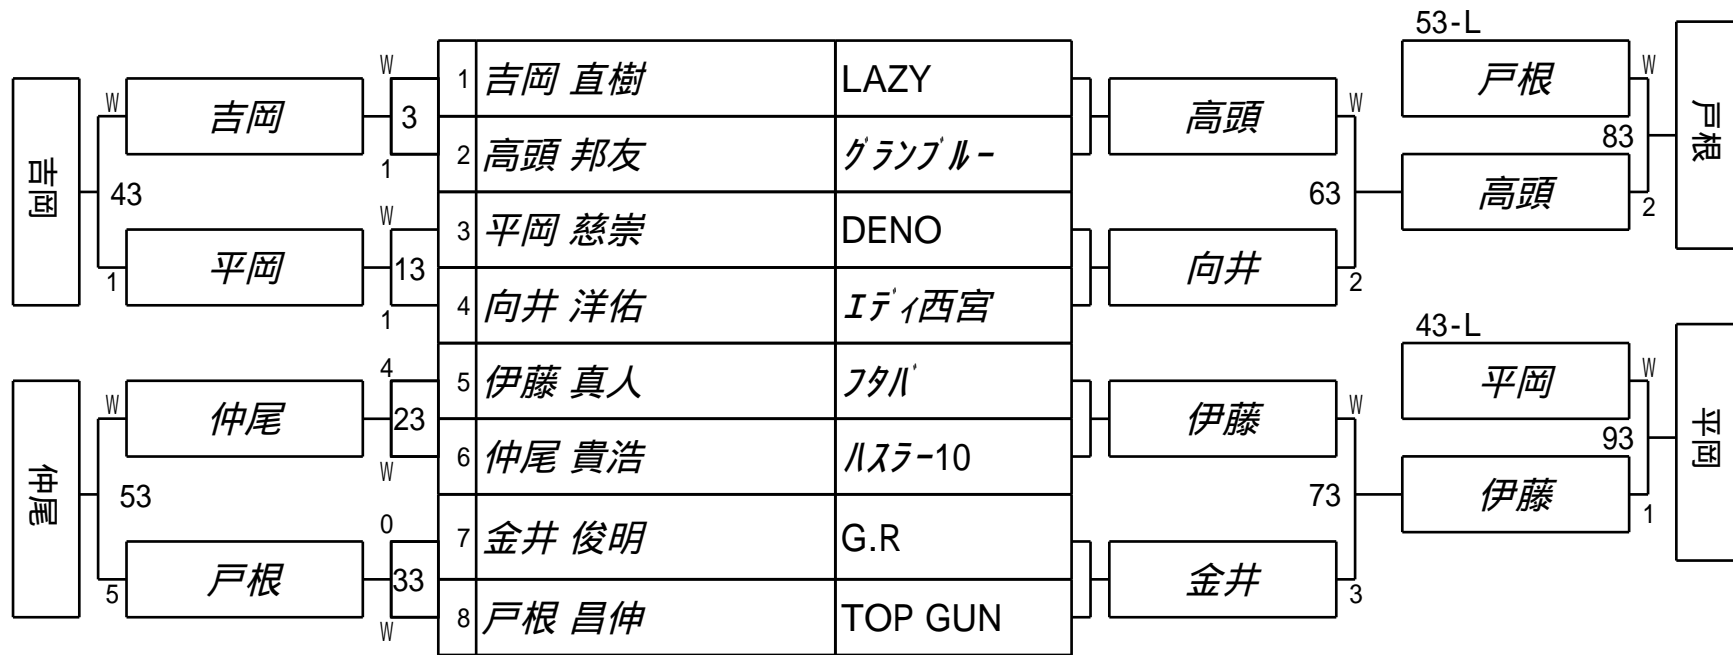 53-L
W
1 吉岡 直樹 LAZY
戸根
W
W
吉岡
3
高頭
W
戸根
1
2 高頭 邦友 グランブルー
83
吉岡
43
63
高頭
2
W
3 平岡 慈崇 DENO
平岡
13
向井
1
2
1
4 向井 洋佑 エディ西宮
43-L
4
5 伊藤 真人 フタバ
平岡
W
W
仲尾
23
伊藤
W
平岡
W
6 仲尾 貴浩 ハスラー10
93
仲尾
53
73
伊藤
1
0
7 金井 俊明 G.R
戸根
33
金井
5
3
W
8 戸根 昌伸 TOP GUN